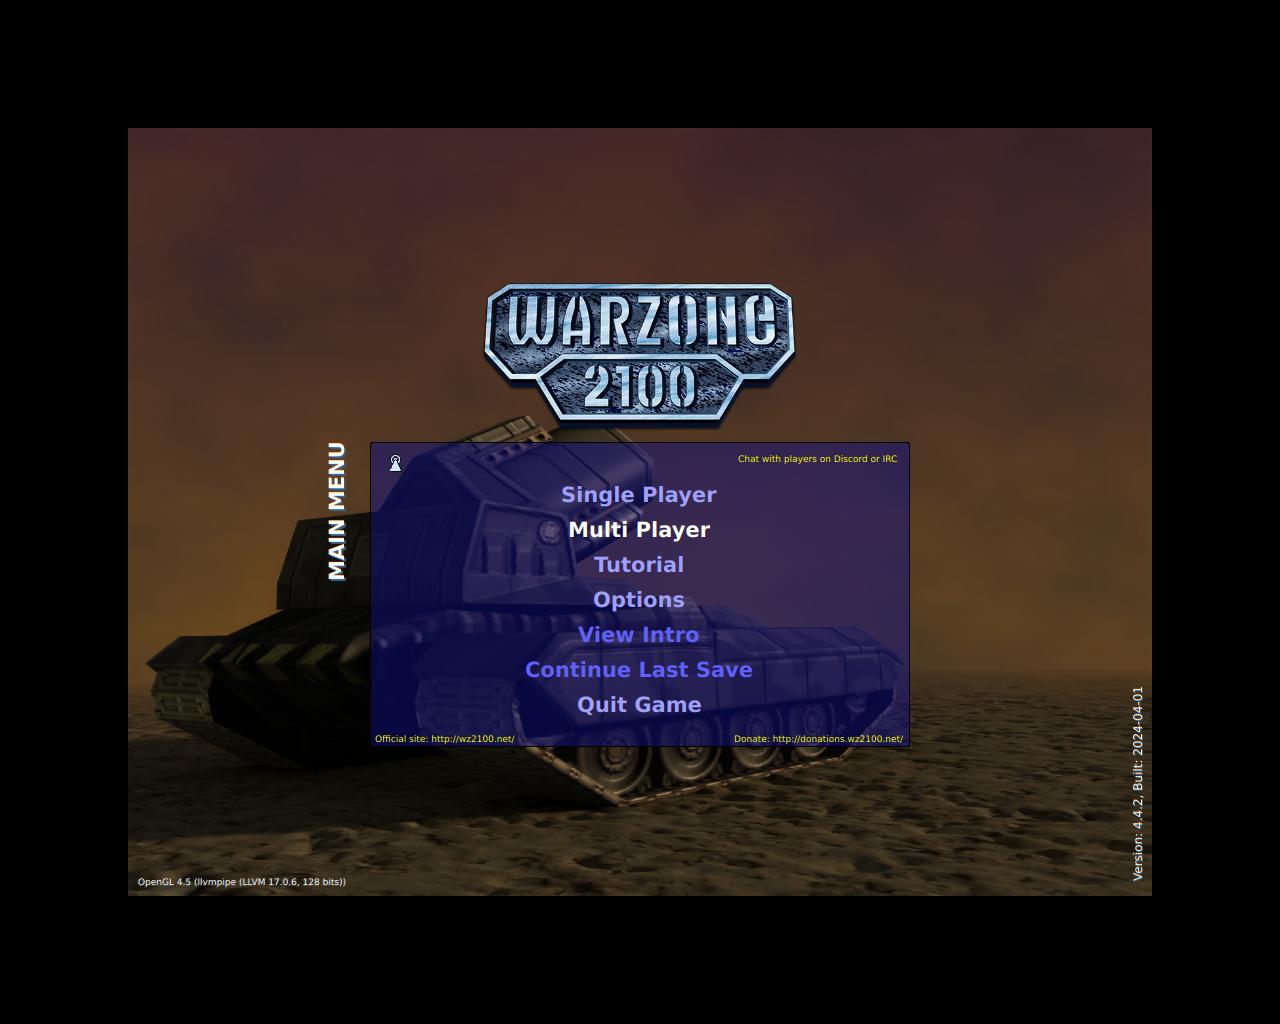 WARZONE
2100
MAIN MENU
Chat with players on Discord or IRC
Single Player
Multi Player
Tutorial
Options
View Intro
Continue Last Save
Quit Game
Official site: http://wz2100.net/
Donate: http://donations.wz2100.net/
Version: 4.4.2, Built: 2024-04-01
OpenGL 4.5 (llvmpipe (LLVM 17.0.6, 128 bits))